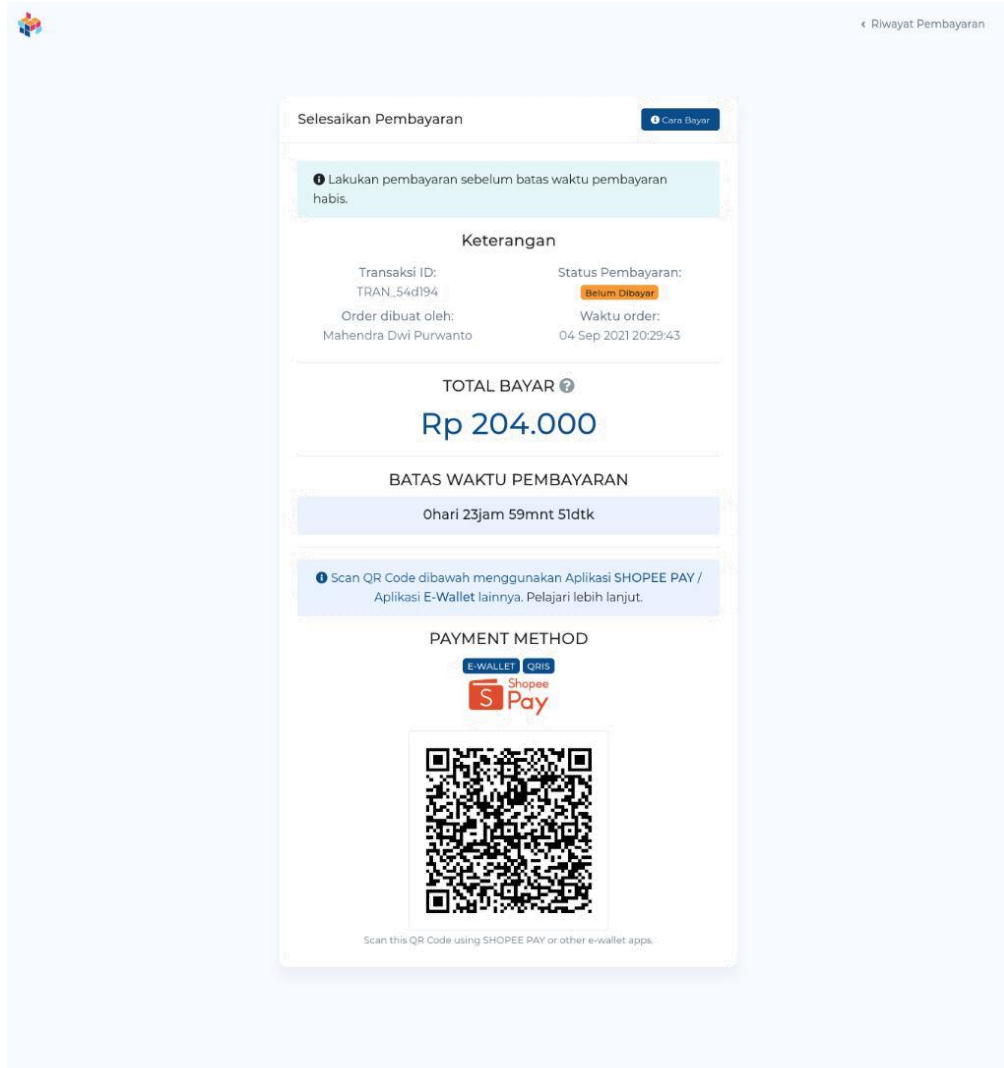 ‹ Riwayat Pembayaran
Selesaikan Pembayaran
Cara Bayar
Lakukan pembayaran sebelum batas waktu pembayaran
habis.
Keterangan
Transaksi ID:
TRAN_54d194
Status Pembayaran:
Belum Dibayar
Order dibuat oleh:
Mahendra Dwi Purwanto
Waktu order:
04 Sep 2021 20:29:43
TOTAL BAYAR
Rp 204.000
BATAS WAKTU PEMBAYARAN
0hari 23jam 59mnt 51dtk
Scan QR Code dibawah menggunakan Aplikasi SHOPEE PAY /
Aplikasi E-Wallet lainnya. Pelajari lebih lanjut.
PAYMENT METHOD
E-WALLET QRIS
S Shopee
Pay
Scan this QR Code using SHOPEE PAY or other e-wallet apps.